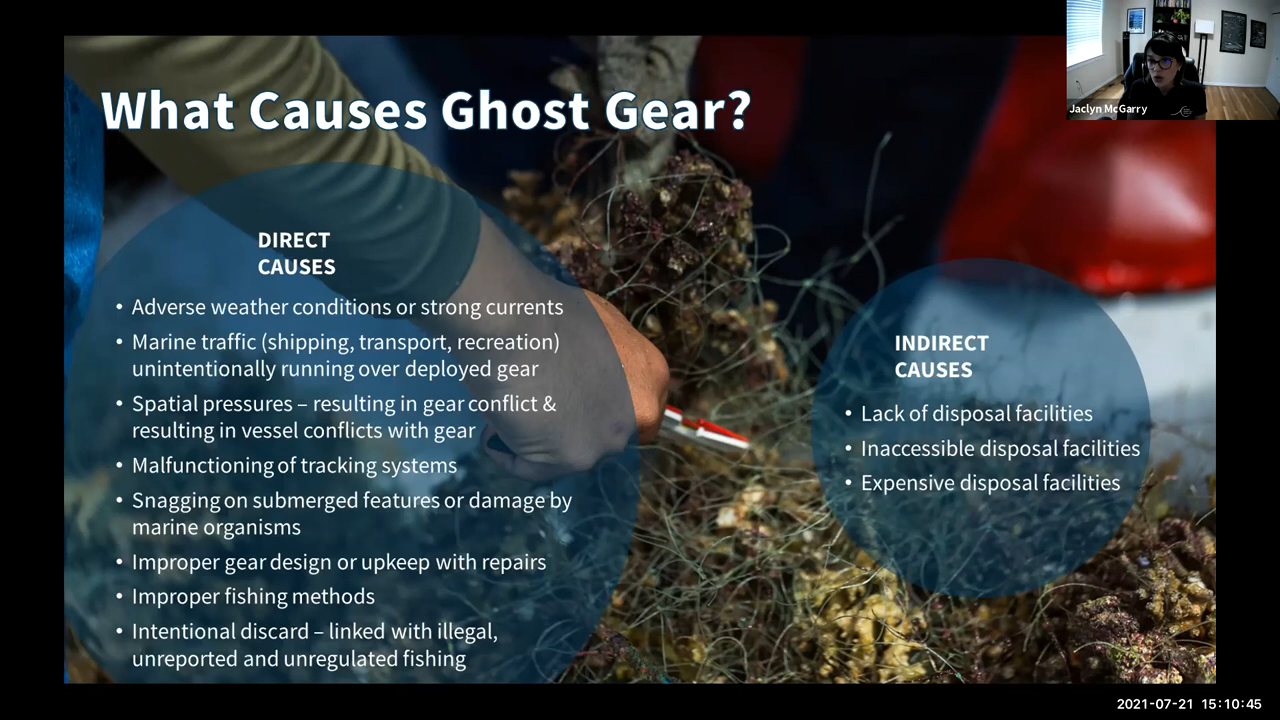 What Causes Ghost Gear?
Jaclyn McGarry
DIRECT
CAUSES
• Adverse weather conditions or strong currents
• Marine traffic (shipping, transport, recreation)
unintentionally running over deployed gear
• Spatial pressures – resulting in gear conflict &
resulting in vessel conflicts with gear
• Malfunctioning of tracking systems
• Snagging on submerged features or damage by
marine organisms
• Improper gear design or upkeep with repairs
• Improper fishing methods
• Intentional discard – linked with illegal,
unreported and unregulated fishing
INDIRECT
CAUSES
• Lack of disposal facilities
• Inaccessible disposal facilities
• Expensive disposal facilities
2021-07-21 15:10:45